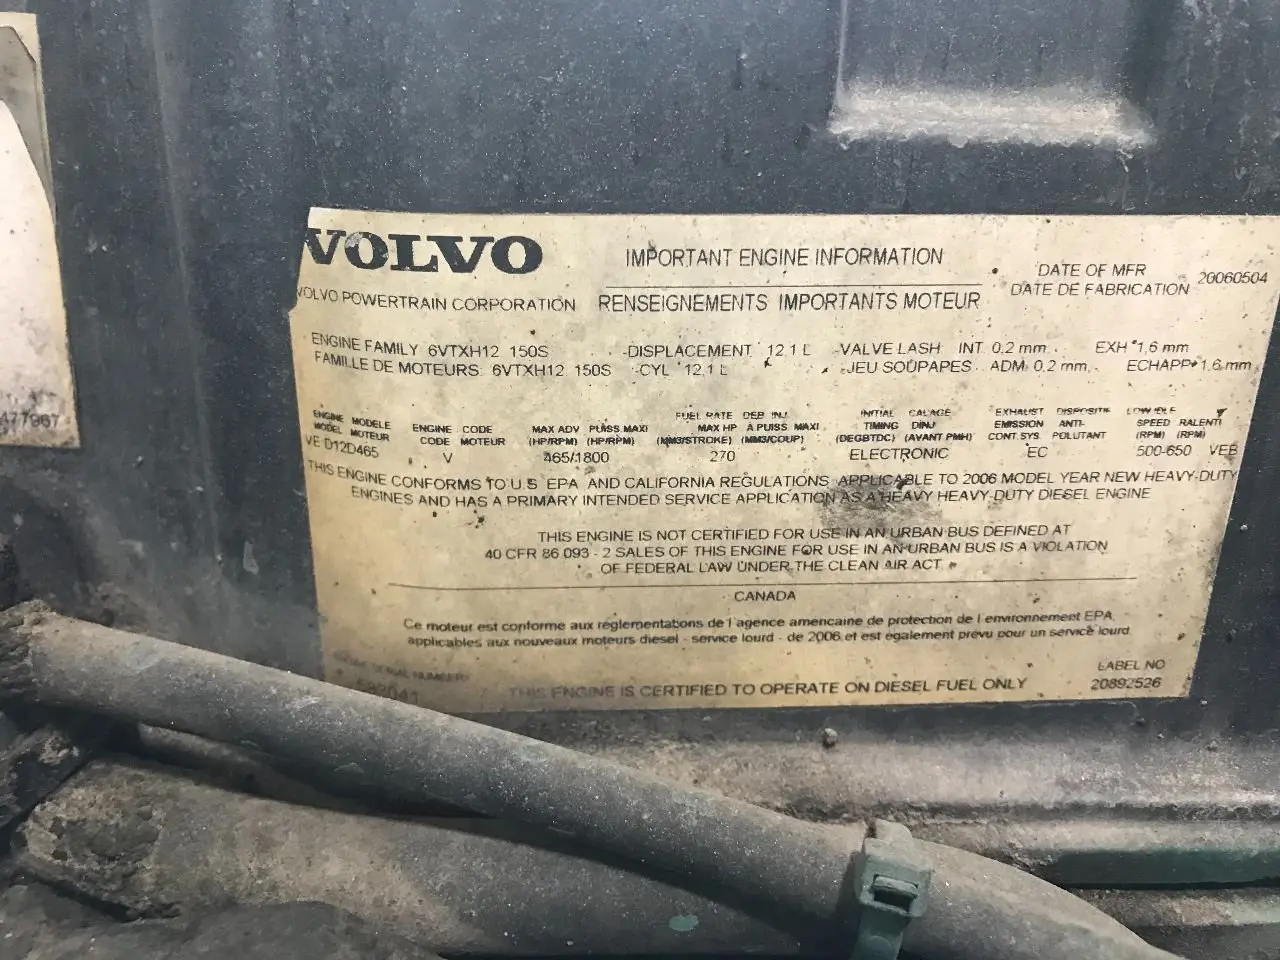 VOLVO
VOLVO POWERTRAIN CORPORATION
IMPORTANT ENGINE INFORMATION
RENSEIGNEMENTS IMPORTANTS MOTEUR
DATE OF MFR
DATE DE FABRICATION
20060504
ENGINE FAMILY 6VTXH12 150S DISPLACEMENT 12.1 L VALVE LASH INT. 0.2 mm EXH 1,6 mm
FAMILLE DE MOTEURS 6VTXH12 150S CYL 12.1 L JEU SOUPAPES ADM 0.2 mm ECHAPP 1,6 mm
ENGINE MODELE
MODEL MOTEUR
VE D12D465
ENGINE CODE
CODE MOTEUR
V
MAX ADV PUISS MAXI
(HP/RPM) (HP/RPM)
465/1800
FUEL RATE DEB INJ
MAX HP A PUISS MAXI
(MM3/STROKE) (MM3/COUP)
270
INITIAL CALAGE
TIMING DINJ
(DEGBTDC) (AVANT PMH)
ELECTRONIC
EXHAUST DISPOSITIF
EMISSION ANTI-
CONT.SYS POLUTANT
EC
LOW IDLE
SPEED RALENTI
(RPM) (RPM)
500-650 VEB
THIS ENGINE CONFORMS TO U.S EPA AND CALIFORNIA REGULATIONS APPLICABLE TO 2006 MODEL YEAR NEW HEAVY-DUTY
ENGINES AND HAS A PRIMARY INTENDED SERVICE APPLICATION AS A HEAVY HEAVY-DUTY DIESEL ENGINE
THIS ENGINE IS NOT CERTIFIED FOR USE IN AN URBAN BUS DEFINED AT
40 CFR 86 093 - 2 SALES OF THIS ENGINE FOR USE IN AN URBAN BUS IS A VIOLATION
OF FEDERAL LAW UNDER THE CLEAN AIR ACT
CANADA
Ce moteur est conforme aux reglementations de l agence americaine de protection de l environnement EPA
applicables aux nouveaux moteurs diesel - service lourd - de 2006 et est egalement prévu pour un service lourd
SERIAL NUMBER
592041
THIS ENGINE IS CERTIFIED TO OPERATE ON DIESEL FUEL ONLY
LABEL NO
20892526